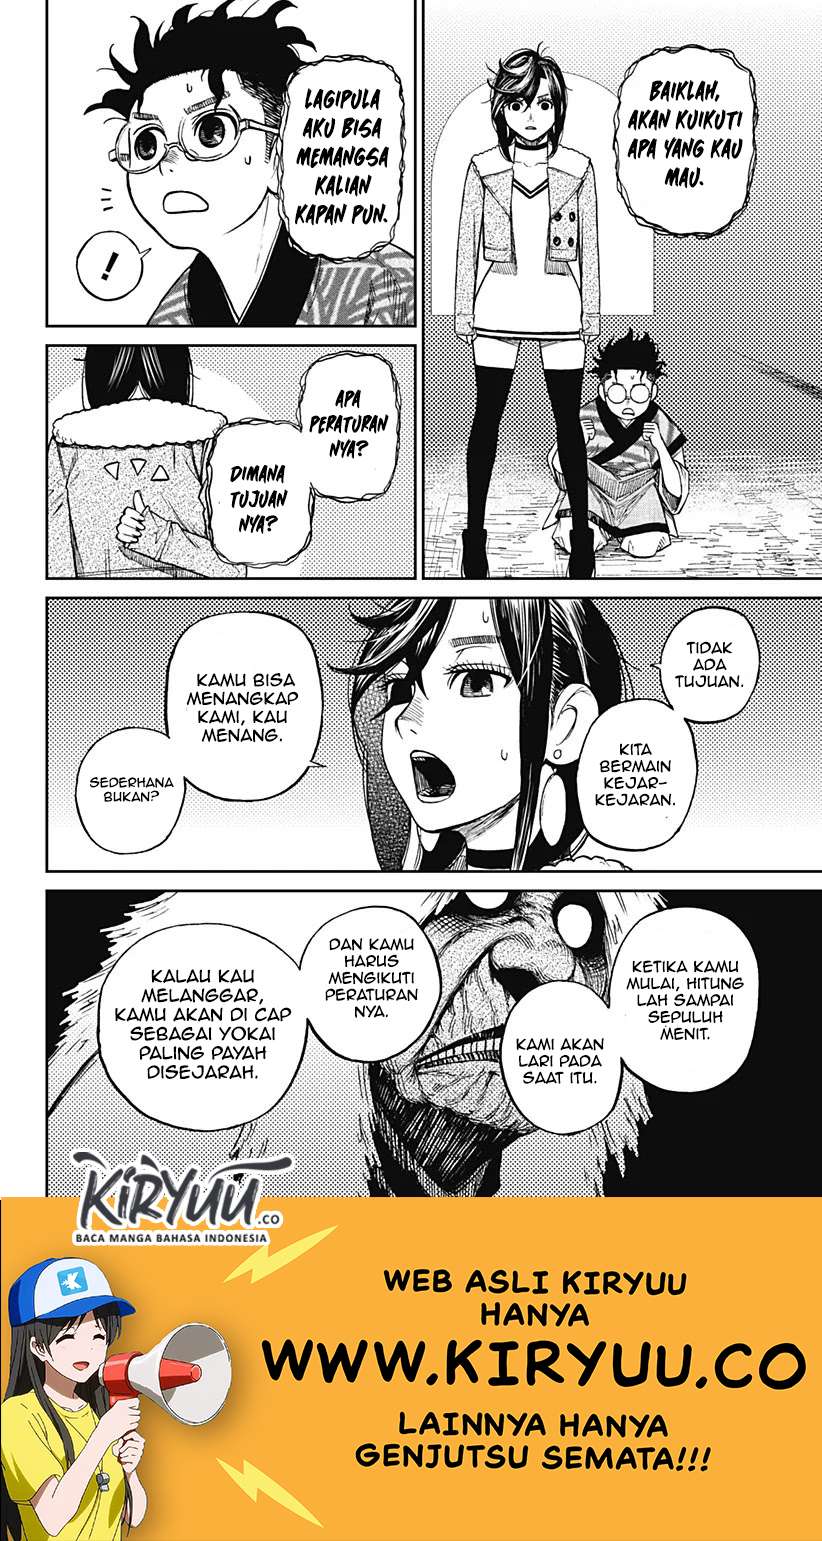 BAIKLAH,
AKAN KUIKUTI
APA YANG KAU
MAU.
LAGIPULA
AKU BISA
MEMANGSA
KALIAN
KAPAN PUN.
!
APA
PERATURAN
NYA?
DIMANA
TUJUAN
NYA?
TIDAK
ADA
TUJUAN.
KITA
BERMAIN
KEJAR-
KEJARAN.
KAMU BISA
MENANGKAP
KAMI, KAU
MENANG.
SEDERHANA
BUKAN?
KETIKA KAMU
MULAI, HITUNG
LAH SAMPAI
SEPULUH
MENIT.
KAMI AKAN
LARI PADA
SAAT ITU.
DAN KAMU
HARUS
MENGIKUTI
PERATURAN
NYA.
KALAU KAU
MELANGGAR,
KAMU AKAN DI CAP
SEBAGAI YOKAI
PALING PAYAH
DISEJARAH.
KiRYUU.CO
BACA MANGA BAHASA INDONESIA
K
WEB ASLI KIRYUU
HANYA
WWW.KIRYUU.CO
LAINNYA HANYA
GENJUTSU SEMATA!!!